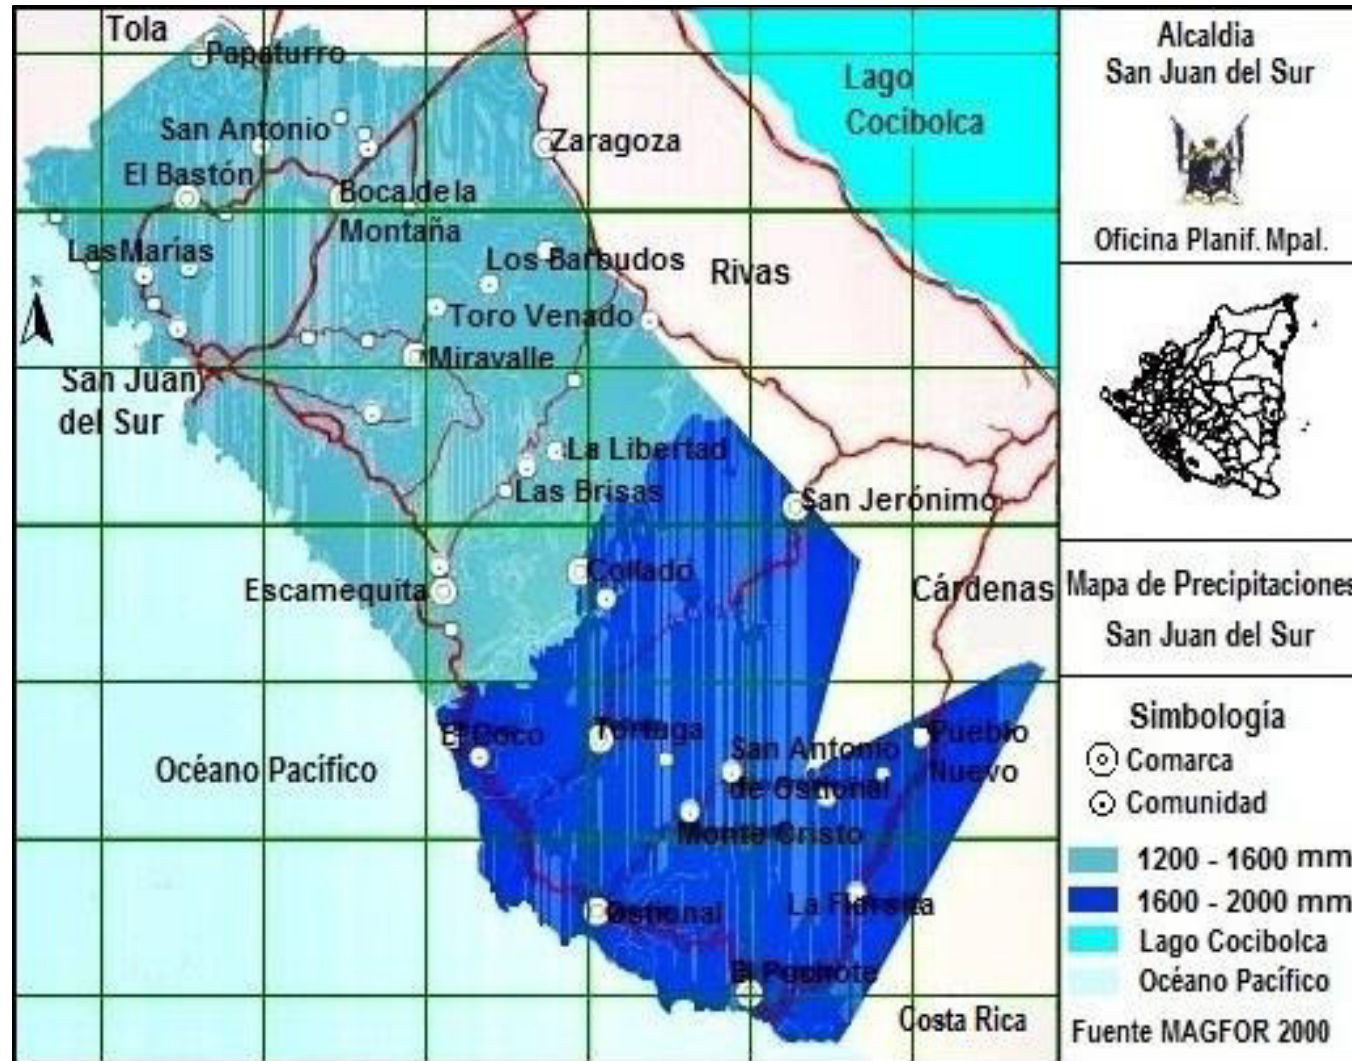 Tola
Papaturro
San Antonio
El Bastón
Zaragoza
Boca de la
Montaña
Las Marías
Los Barbudos
Toro Venado
Miravalle
San Juan
del Sur
La Libertad
Las Brisas
San Jerónimo
Escamequita
Collado
El Coco
Tortuga
San Antonio
de Ostional
Pueblo
Nuevo
Monte Cristo
Ostional
La Florsita
El Pochote
Lago
Cocibolca
Rivas
Cárdenas
Océano Pacífico
Costa Rica
N
Alcaldia
San Juan del Sur
Oficina Planif. Mpal.
Mapa de Precipitaciones
San Juan del Sur
Simbología
Comarca
Comunidad
1200 - 1600 mm
1600 - 2000 mm
Lago Cocibolca
Océano Pacífico
Fuente MAGFOR 2000